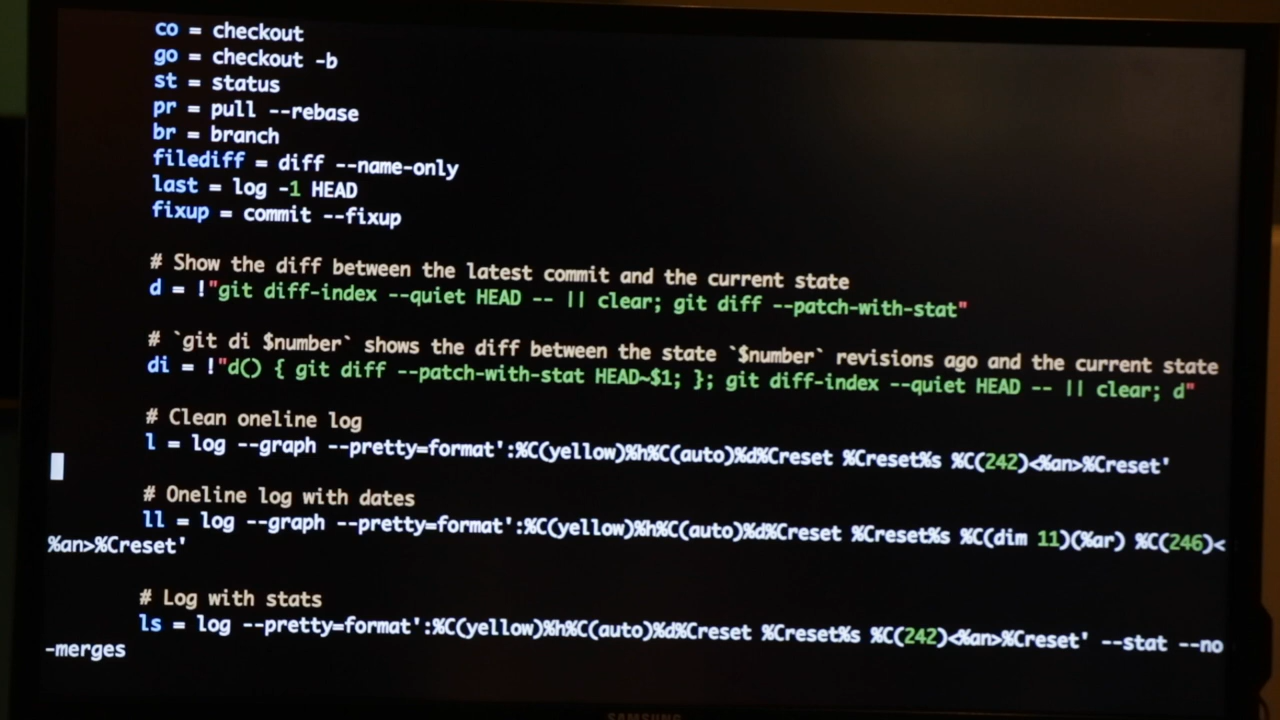 co = checkout
go = checkout -b
st = status
pr = pull --rebase
br = branch
filediff = diff --name-only
last = log -1 HEAD
fixup = commit --fixup
# Show the diff between the latest commit and the current state
d = !"git diff-index --quiet HEAD -- || clear; git diff --patch-with-stat"
# `git di $number` shows the diff between the state `$number` revisions ago and the current state
di = !"d() { git diff --patch-with-stat HEAD~$1; }; git diff-index --quiet HEAD -- || clear; d"
# Clean oneline log
l = log --graph --pretty=format':%C(yellow)%h%C(auto)%d%Creset %Creset%s %C(242)<%an>%Creset'
# Oneline log with dates
ll = log --graph --pretty=format':%C(yellow)%h%C(auto)%d%Creset %Creset%s %C(dim 11)(%ar) %C(246)<
%an>%Creset'
# Log with stats
ls = log --pretty=format':%C(yellow)%h%C(auto)%d%Creset %Creset%s %C(242)<%an>%Creset' --stat --no
-merges
SAMSUNG